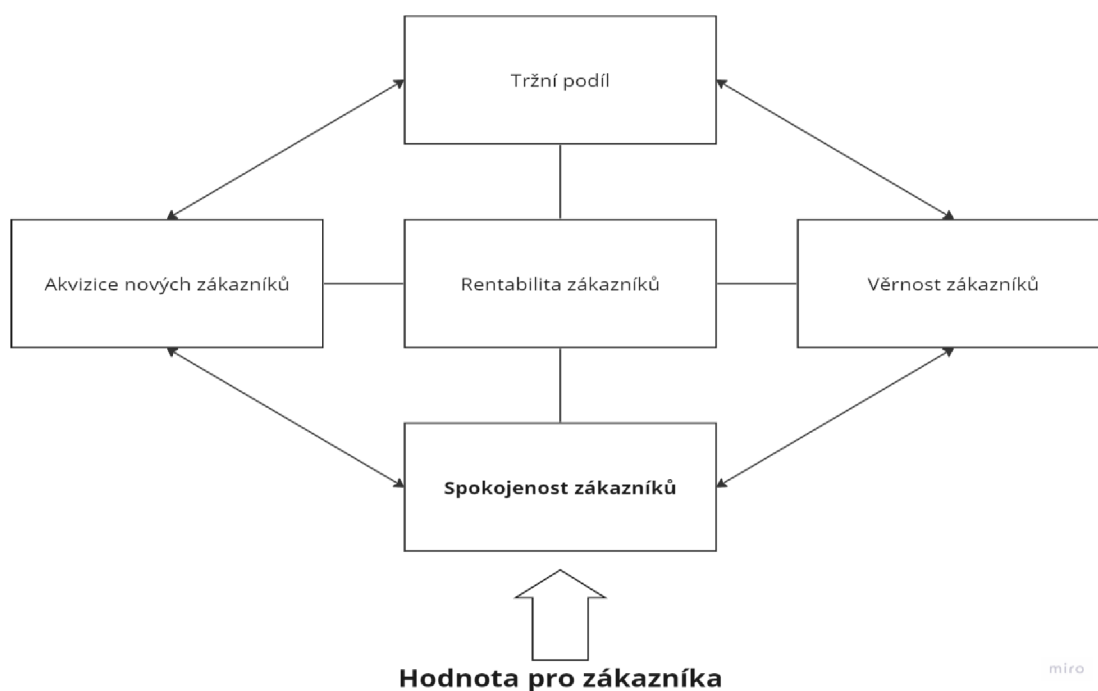 Tržní podíl
Akvizice nových zákazníků
Rentabilita zákazníků
Věrnost zákazníků
Spokojenost zákazníků
Hodnota pro zákazníka
miro